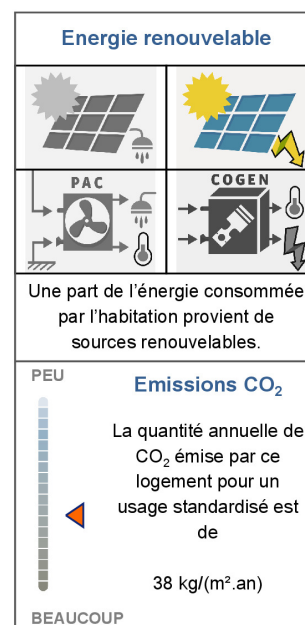 Energie renouvelable
PAC
COGEN
Une part de l'énergie consommée
par l'habitation provient de
sources renouvelables.
PEU
Emissions CO₂
La quantité annuelle de
CO₂ émise par ce
logement pour un
usage standardisé est
de
38 kg/(m².an)
BEAUCOUP